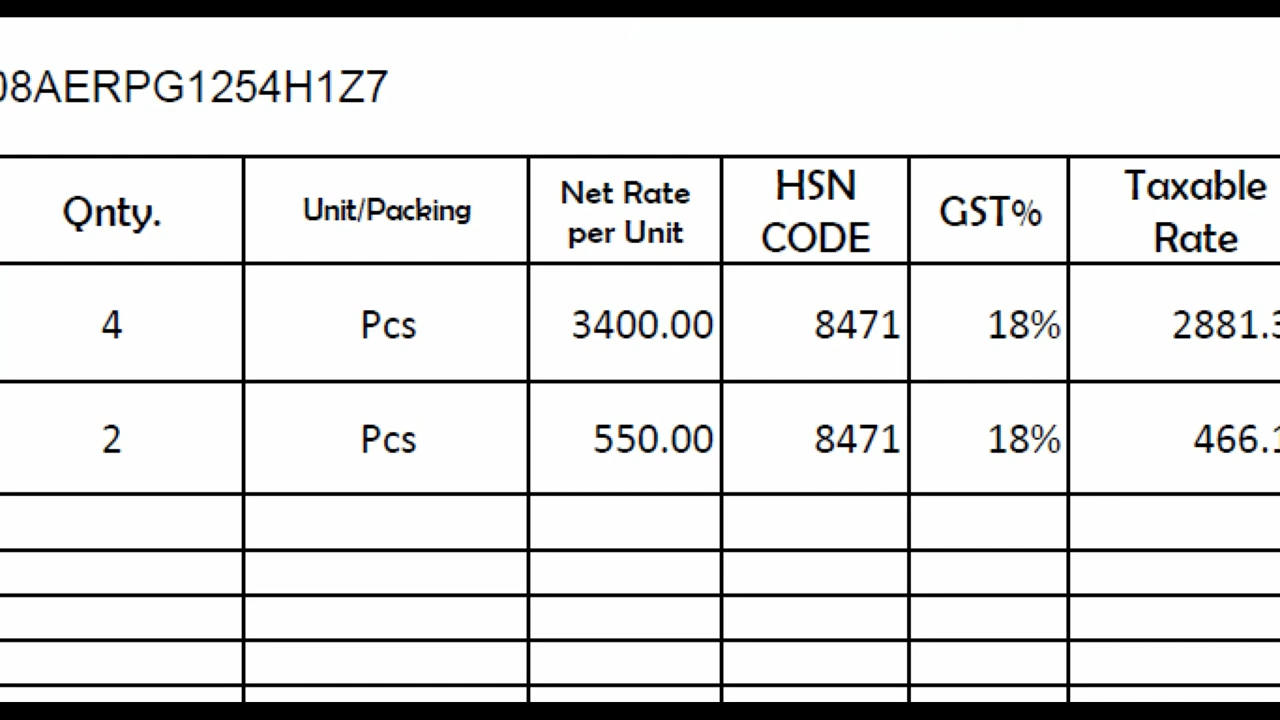 08AERPG1254H1Z7
Qnty. Unit/Packing Net Rate per Unit HSN CODE GST% Taxable Rate
4 Pcs 3400.00 8471 18% 2881.3
2 Pcs 550.00 8471 18% 466.1